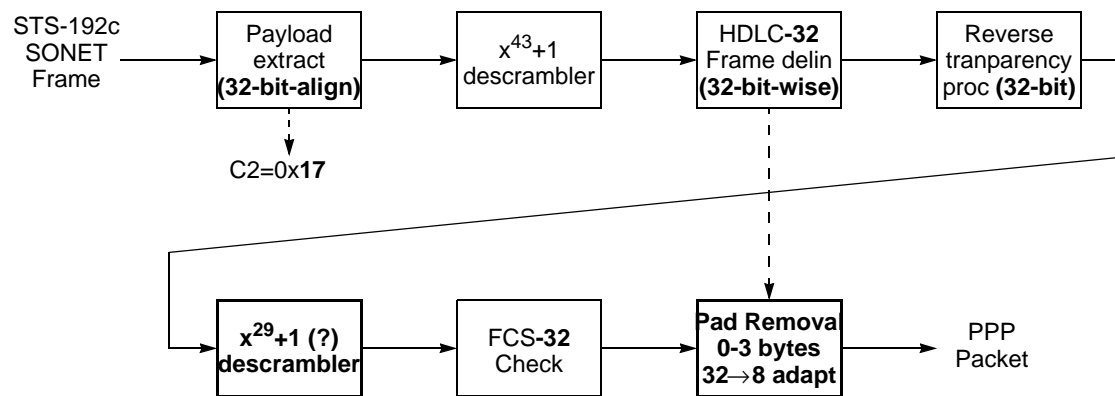 STS-192c
SONET
Frame
Payload
extract
(32-bit-align)
x43+1
descrambler
HDLC-32
Frame delin
(32-bit-wise)
Reverse
tranparency
proc (32-bit)
C2=0x17
x29+1 (?)
descrambler
FCS-32
Check
Pad Removal
0-3 bytes
32→8 adapt
PPP
Packet